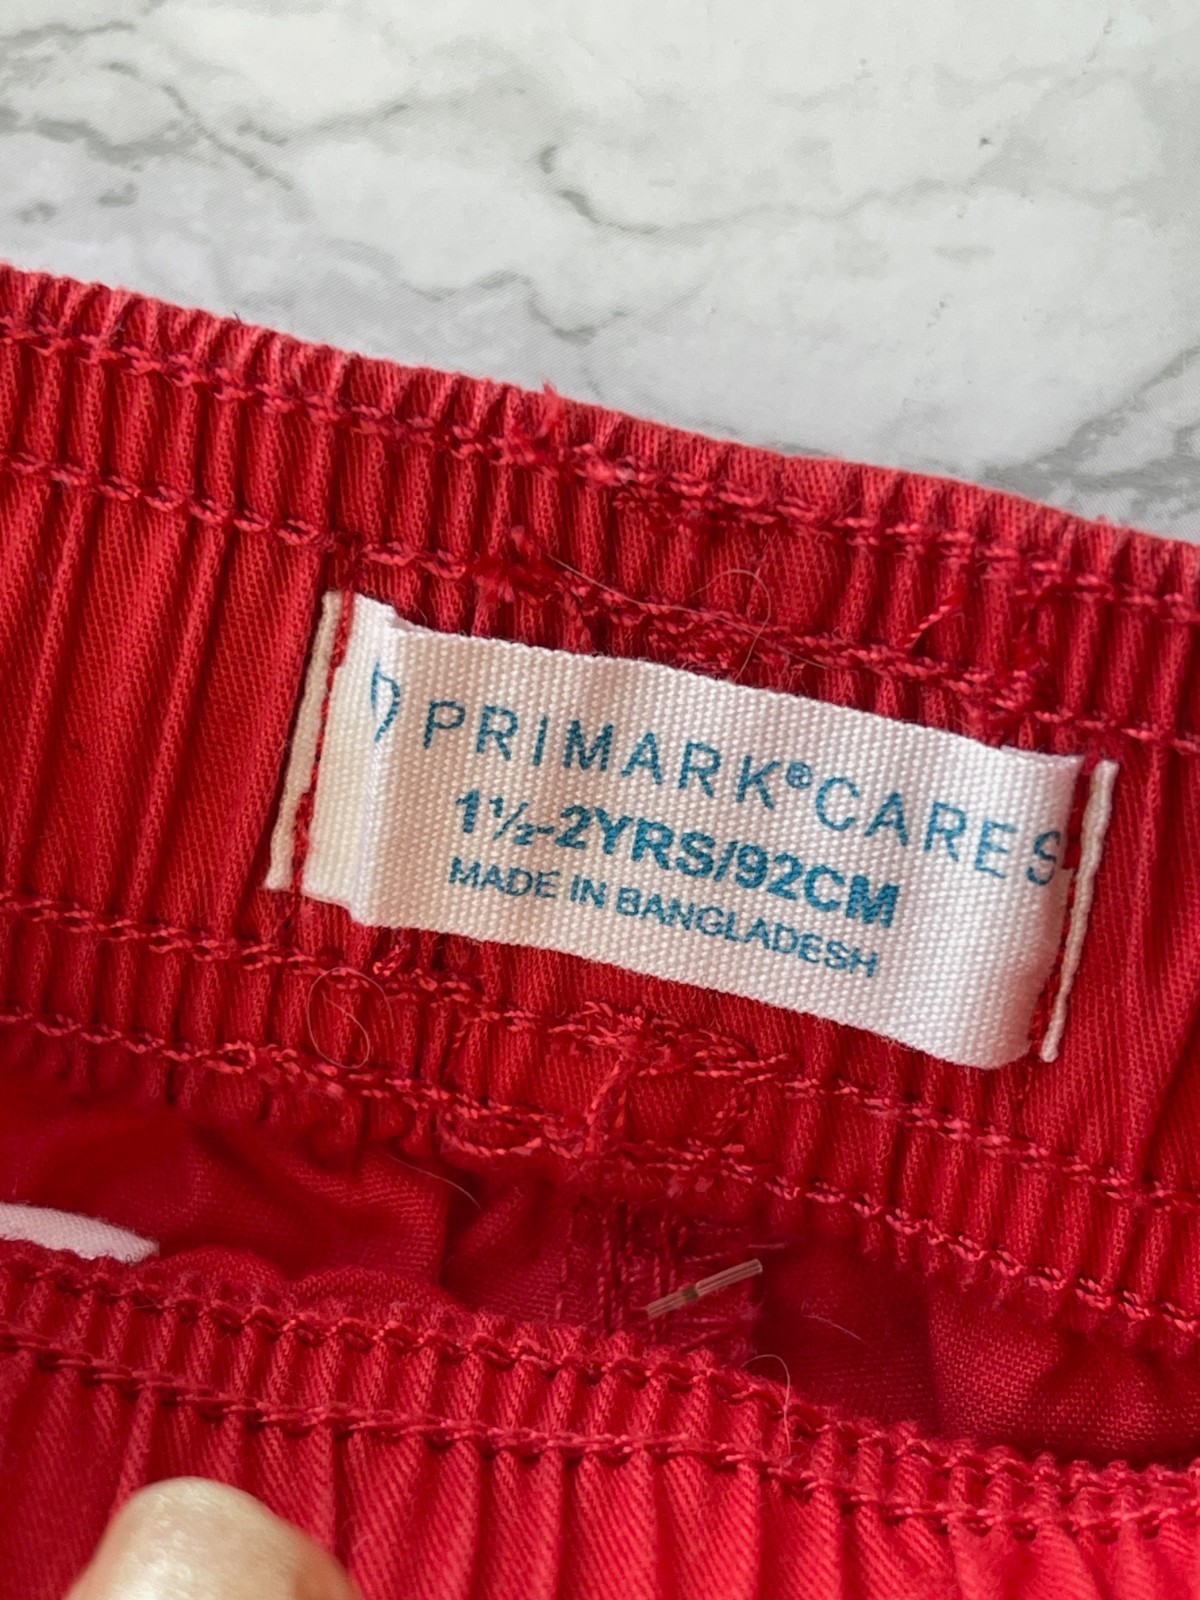 PRIMARK®CARES
1½-2YRS/92CM
MADE IN BANGLADESH